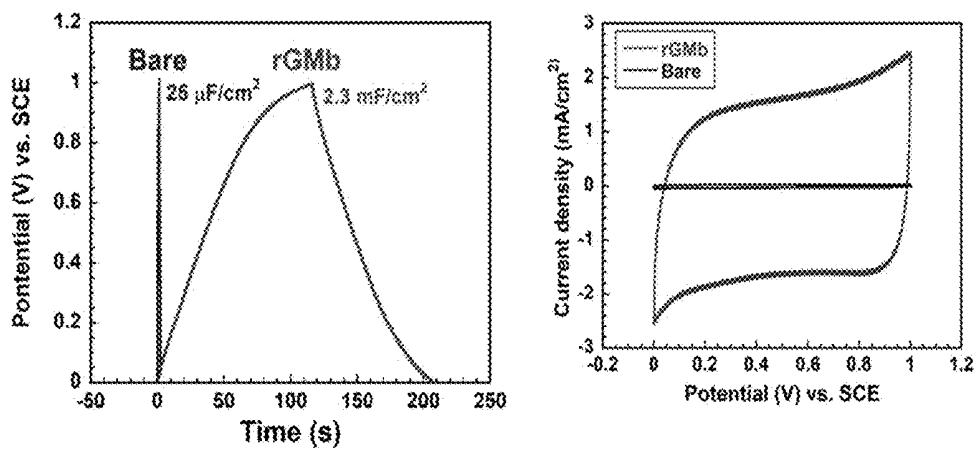 1.2
1
0.8
0.6
0.4
0.2
0
Pontential (V) vs. SCE
Bare
rGMb
26 μF/cm²
2.3 mF/cm²
-50 0 50 100 150 200 250
Time (s)
3
2
1
0
-1
-2
-3
Current density (mA/cm²)
rGMb
Bare
-0.2 0 0.2 0.4 0.6 0.8 1 1.2
Potential (V) vs. SCE